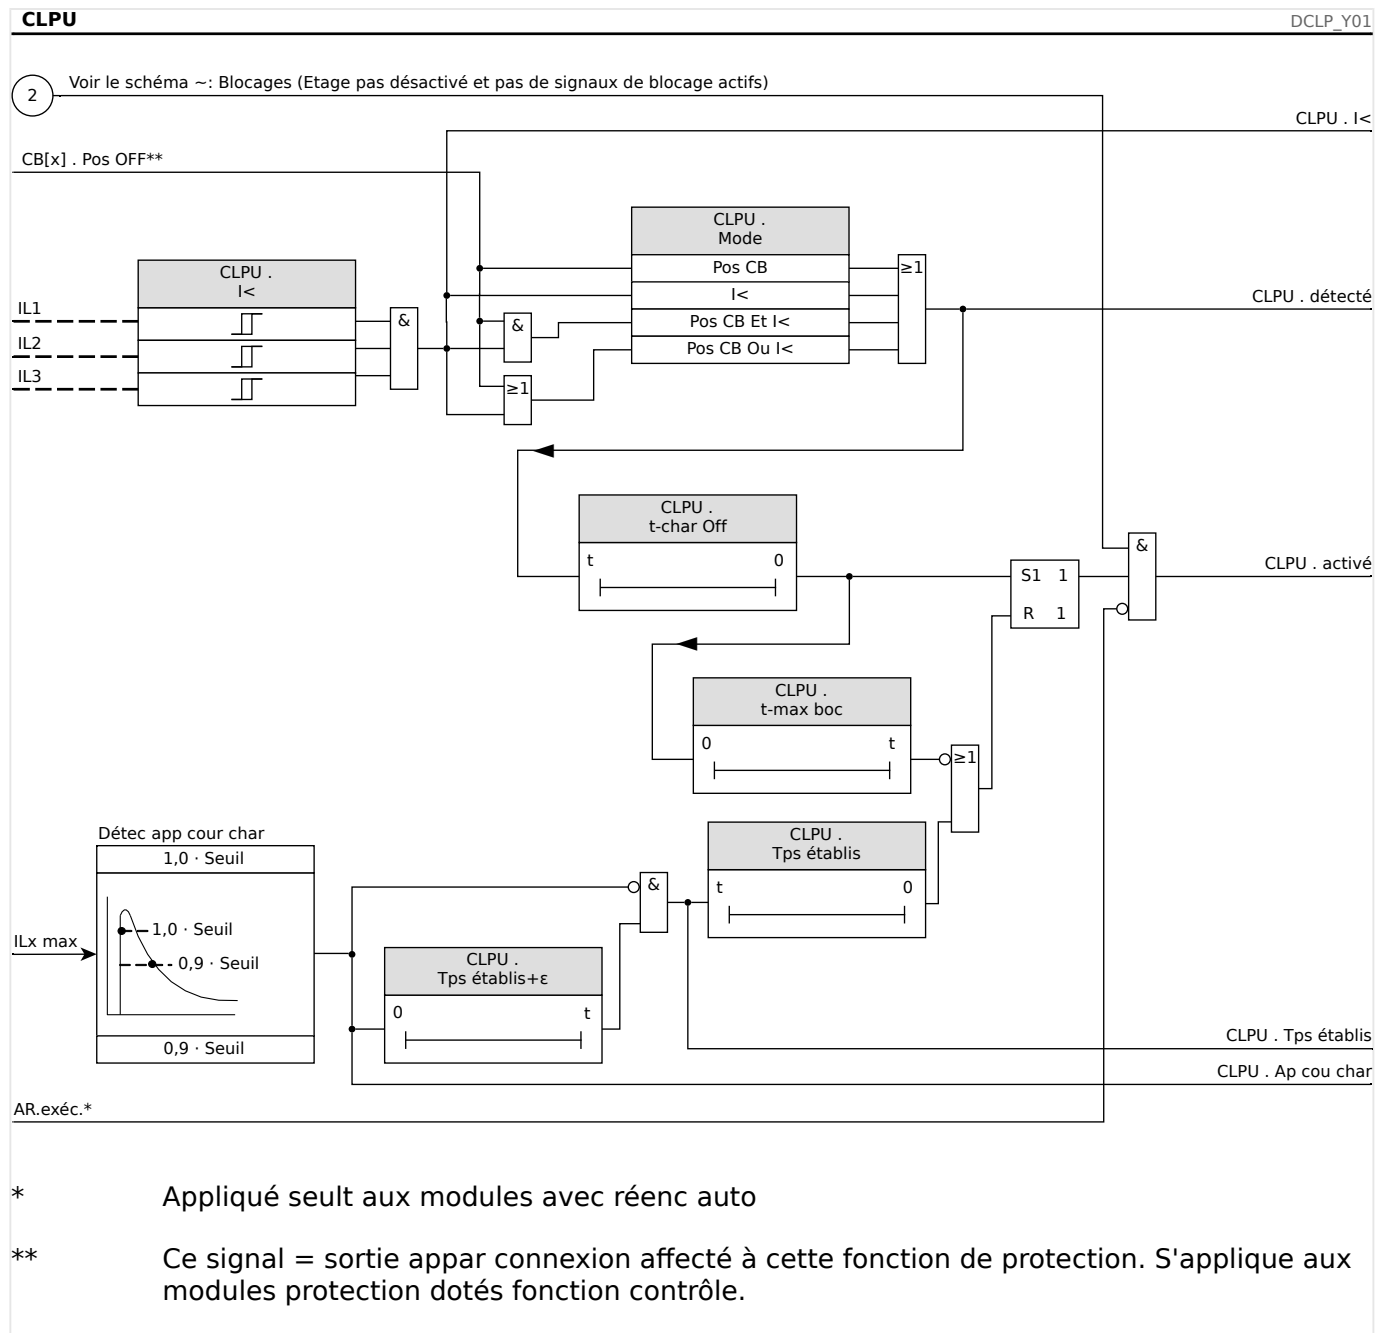 CLPU
DCLP_Y01
2
Voir le schéma ~: Blocages (Etage pas désactivé et pas de signaux de blocage actifs)
CLPU . I<
CB[x] . Pos OFF**
CLPU .
Mode
Pos CB
I<
Pos CB Et I<
Pos CB Ou I<
≥1
CLPU . détecté
CLPU .
I<
IL1
IL2
IL3
&
&
≥1
CLPU .
t-char Off
t 0
S1 1
R 1
&
CLPU . activé
CLPU .
t-max boc
0 t
≥1
CLPU .
Tps établis
t 0
Détec app cour char
1,0 · Seuil
1,0 · Seuil
0,9 · Seuil
0,9 · Seuil
ILx max
&
CLPU .
Tps établis+ε
0 t
CLPU . Tps établis
CLPU . Ap cou char
AR.exéc.*
* Appliqué seult aux modules avec réenc auto
** Ce signal = sortie appar connexion affecté à cette fonction de protection. S'applique aux
modules protection dotés fonction contrôle.